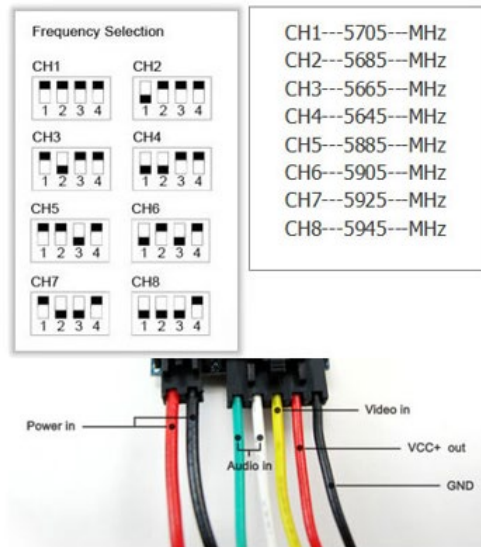 Frequency Selection
CH1
1 2 3 4
CH2
1 2 3 4
CH3
1 2 3 4
CH4
1 2 3 4
CH5
1 2 3 4
CH6
1 2 3 4
CH7
1 2 3 4
CH8
1 2 3 4
CH1---5705---MHz
CH2---5685---MHz
CH3---5665---MHz
CH4---5645---MHz
CH5---5885---MHz
CH6---5905---MHz
CH7---5925---MHz
CH8---5945---MHz
Power in
Audio in
Video in
VCC+ out
GND